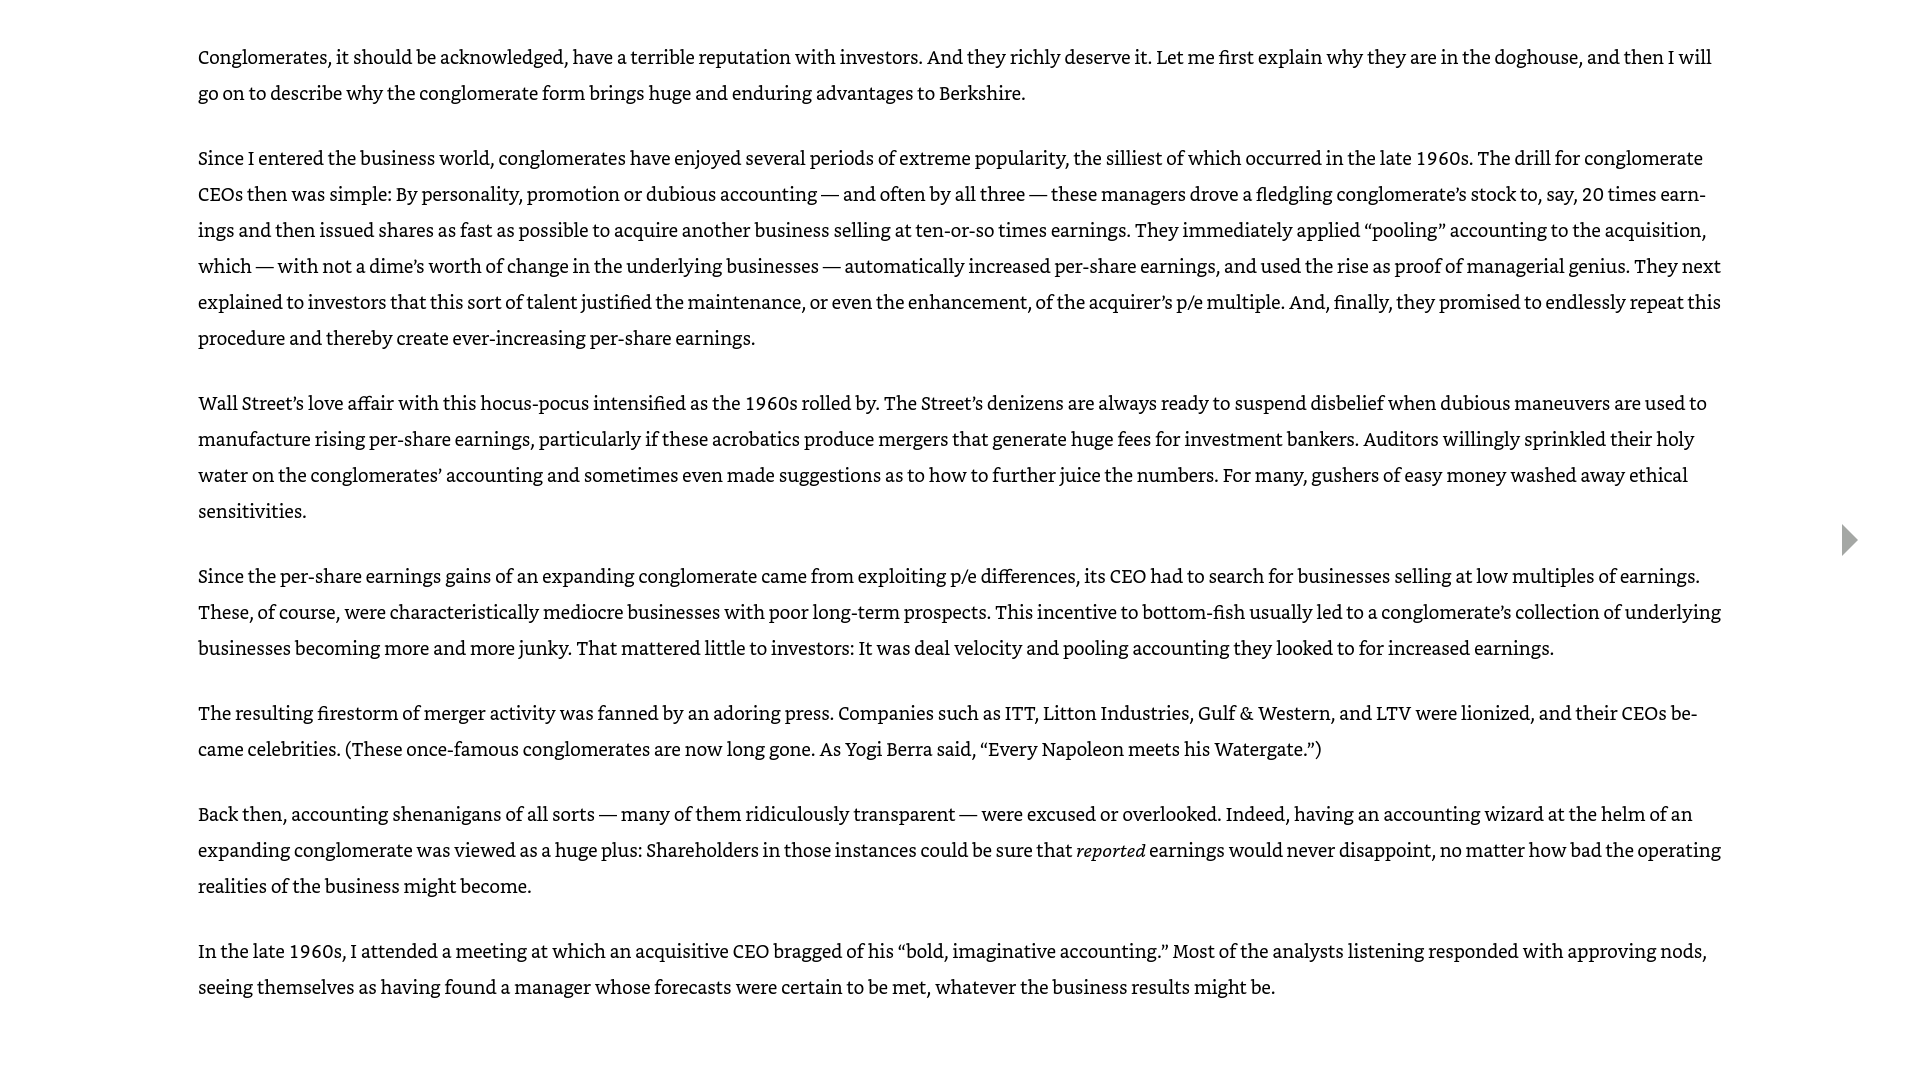 Conglomerates, it should be acknowledged, have a terrible reputation with investors. And they richly deserve it. Let me first explain why they are in the doghouse, and then I will
go on to describe why the conglomerate form brings huge and enduring advantages to Berkshire.
Since I entered the business world, conglomerates have enjoyed several periods of extreme popularity, the silliest of which occurred in the late 1960s. The drill for conglomerate
CEOs then was simple: By personality, promotion or dubious accounting — and often by all three — these managers drove a fledgling conglomerate’s stock to, say, 20 times earn-
ings and then issued shares as fast as possible to acquire another business selling at ten-or-so times earnings. They immediately applied “pooling” accounting to the acquisition,
which — with not a dime’s worth of change in the underlying businesses — automatically increased per-share earnings, and used the rise as proof of managerial genius. They next
explained to investors that this sort of talent justified the maintenance, or even the enhancement, of the acquirer’s p/e multiple. And, finally, they promised to endlessly repeat this
procedure and thereby create ever-increasing per-share earnings.
Wall Street’s love affair with this hocus-pocus intensified as the 1960s rolled by. The Street’s denizens are always ready to suspend disbelief when dubious maneuvers are used to
manufacture rising per-share earnings, particularly if these acrobatics produce mergers that generate huge fees for investment bankers. Auditors willingly sprinkled their holy
water on the conglomerates’ accounting and sometimes even made suggestions as to how to further juice the numbers. For many, gushers of easy money washed away ethical
sensitivities.
Since the per-share earnings gains of an expanding conglomerate came from exploiting p/e differences, its CEO had to search for businesses selling at low multiples of earnings.
These, of course, were characteristically mediocre businesses with poor long-term prospects. This incentive to bottom-fish usually led to a conglomerate’s collection of underlying
businesses becoming more and more junky. That mattered little to investors: It was deal velocity and pooling accounting they looked to for increased earnings.
The resulting firestorm of merger activity was fanned by an adoring press. Companies such as ITT, Litton Industries, Gulf & Western, and LTV were lionized, and their CEOs be-
came celebrities. (These once-famous conglomerates are now long gone. As Yogi Berra said, “Every Napoleon meets his Watergate.”)
Back then, accounting shenanigans of all sorts — many of them ridiculously transparent — were excused or overlooked. Indeed, having an accounting wizard at the helm of an
expanding conglomerate was viewed as a huge plus: Shareholders in those instances could be sure that reported earnings would never disappoint, no matter how bad the operating
realities of the business might become.
In the late 1960s, I attended a meeting at which an acquisitive CEO bragged of his “bold, imaginative accounting.” Most of the analysts listening responded with approving nods,
seeing themselves as having found a manager whose forecasts were certain to be met, whatever the business results might be.